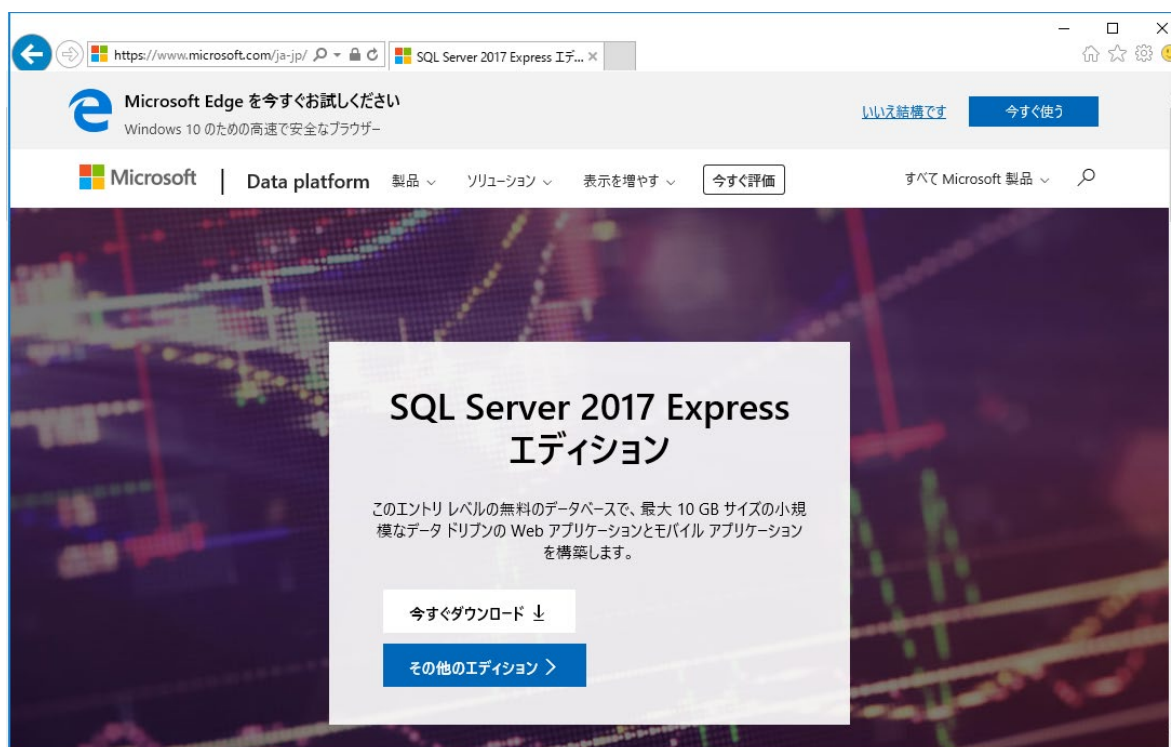 https://www.microsoft.com/ja-jp/
SQL Server 2017 Express エデ...
Microsoft Edge を今すぐお試しください
Windows 10 のための高速で安全なブラウザー
いいえ結構です
今すぐ使う
Microsoft | Data platform 製品 ソリューション 表示を増やす 今すぐ評価 すべて Microsoft 製品
SQL Server 2017 Express
エディション
このエントリ レベルの無料のデータベースで、最大 10 GB サイズの小規
模なデータ ドリブンの Web アプリケーションとモバイル アプリケーション
を構築します。
今すぐダウンロード
その他のエディション